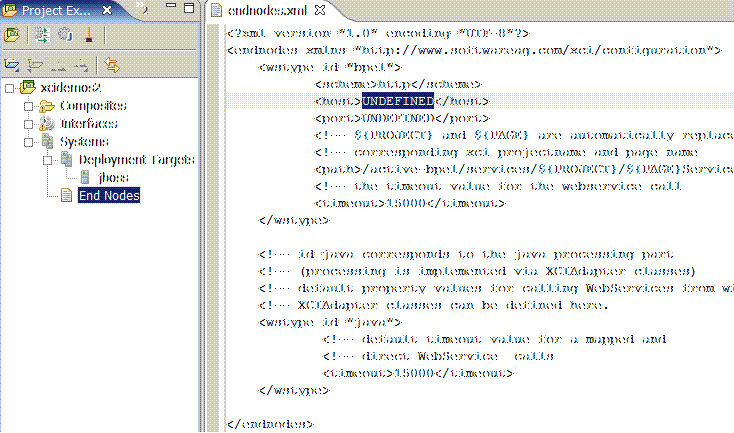 Project Ex...
xcidemos2
Composites
Interfaces
Systems
Deployment Targets
jboss
End Nodes
endnodes.xml
<?xml version="1.0" encoding="UTF-8"?>
<endnodes xmlns="http://www.softwareag.com/xci/configuration">
<wstype id="bpel">
<scheme>http</scheme>
<host>UNDEFINED</host>
<port>UNDEFINED</port>
<!-- ${PROJECT} and ${PAGE} are automatically replac
<!-- corresponding xci projectname and page name
<path>/active-bpel/services/${PROJECT}/${PAGE}Service
<!-- the timeout value for the webservice call
<timeout>15000</timeout>
</wstype>
<!-- id java corresponds to the java processing part
<!-- (processing is implemented via XCIAdapter classes)
<!-- default property values for calling WebServices from wi
<!-- XCIAdapter classes can be defined here.
<wstype id="java">
<!-- default timeout value for a mapped and
<!-- direct WebService calls
<timeout>15000</timeout>
</wstype>
</endnodes>